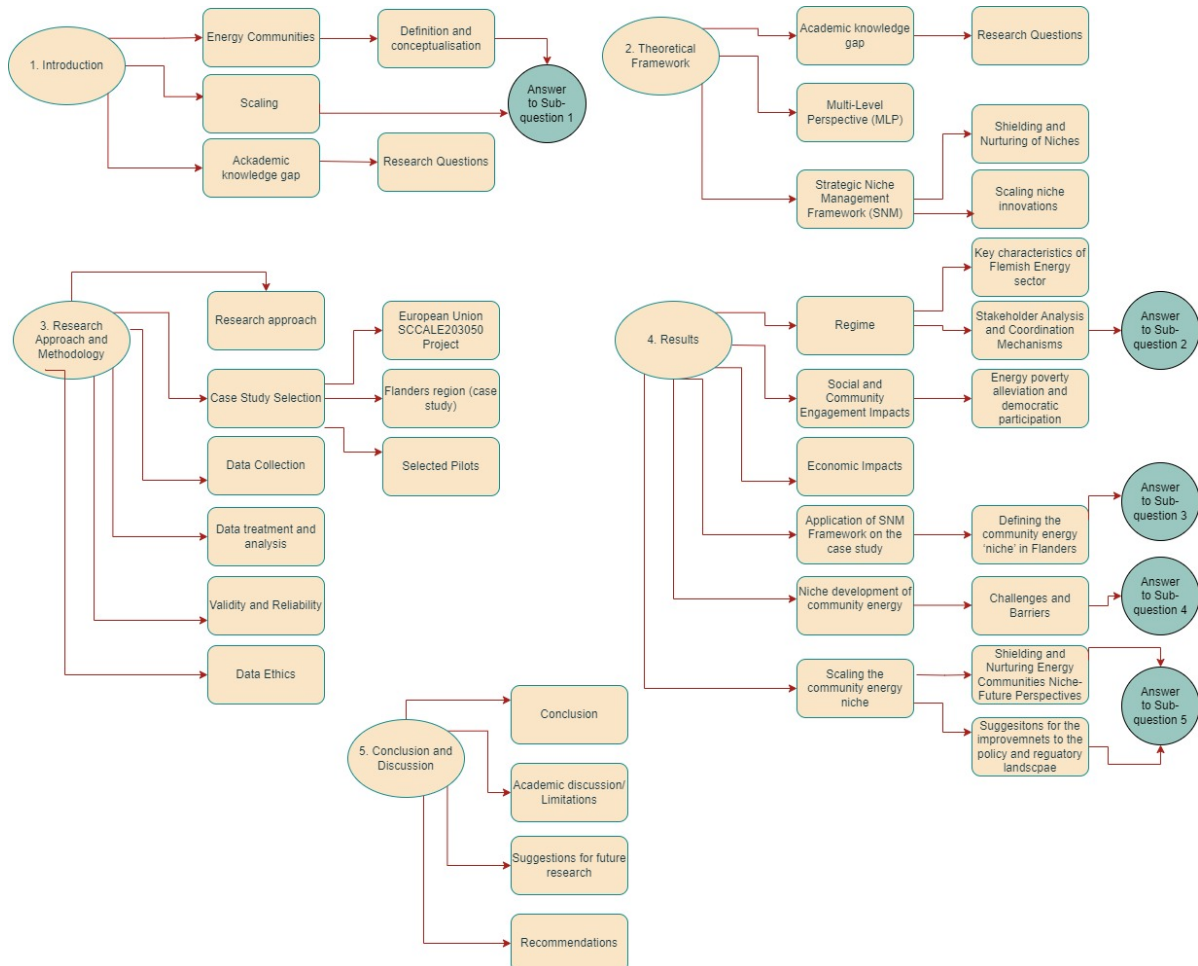 1. Introduction
Energy Communities
Definition and
conceptualisation
Scaling
Answer
to Sub-
question 1
Ackademic
knowledge gap
Research Questions
2. Theoretical
Framework
Academic knowledge
gap
Research Questions
Multi-Level
Perspective (MLP)
Strategic Niche
Management
Framework (SNM)
Shielding and
Nurturing of Niches
Scaling niche
innovations
3. Research
Approach and
Methodology
Research approach
Case Study Selection
European Union
SCCALE203050
Project
Flanders region (case
study)
Selected Pilots
Data Collection
Data treatment and
analysis
Validity and Reliability
Data Ethics
4. Results
Regime
Key characteristics of
Flemish Energy
sector
Stakeholder Analysis
and Coordination
Mechanisms
Answer
to Sub-
question 2
Social and
Community
Engagement Impacts
Energy poverty
alleviation and
democratic
participation
Economic Impacts
Application of SNM
Framework on the
case study
Defining the
community energy
‘niche’ in Flanders
Answer
to Sub-
question 3
Niche development of
community energy
Challenges and
Barriers
Answer
to Sub-
question 4
Scaling the
community energy
niche
Shielding and
Nurturing Energy
Communities Niche-
Future Perspectives
Suggesitons for the
improvemnets to the
policy and reguatory
landscpae
Answer
to Sub-
question 5
5. Conclusion and
Discussion
Conclusion
Academic discussion/
Limitations
Suggestions for future
research
Recommendations